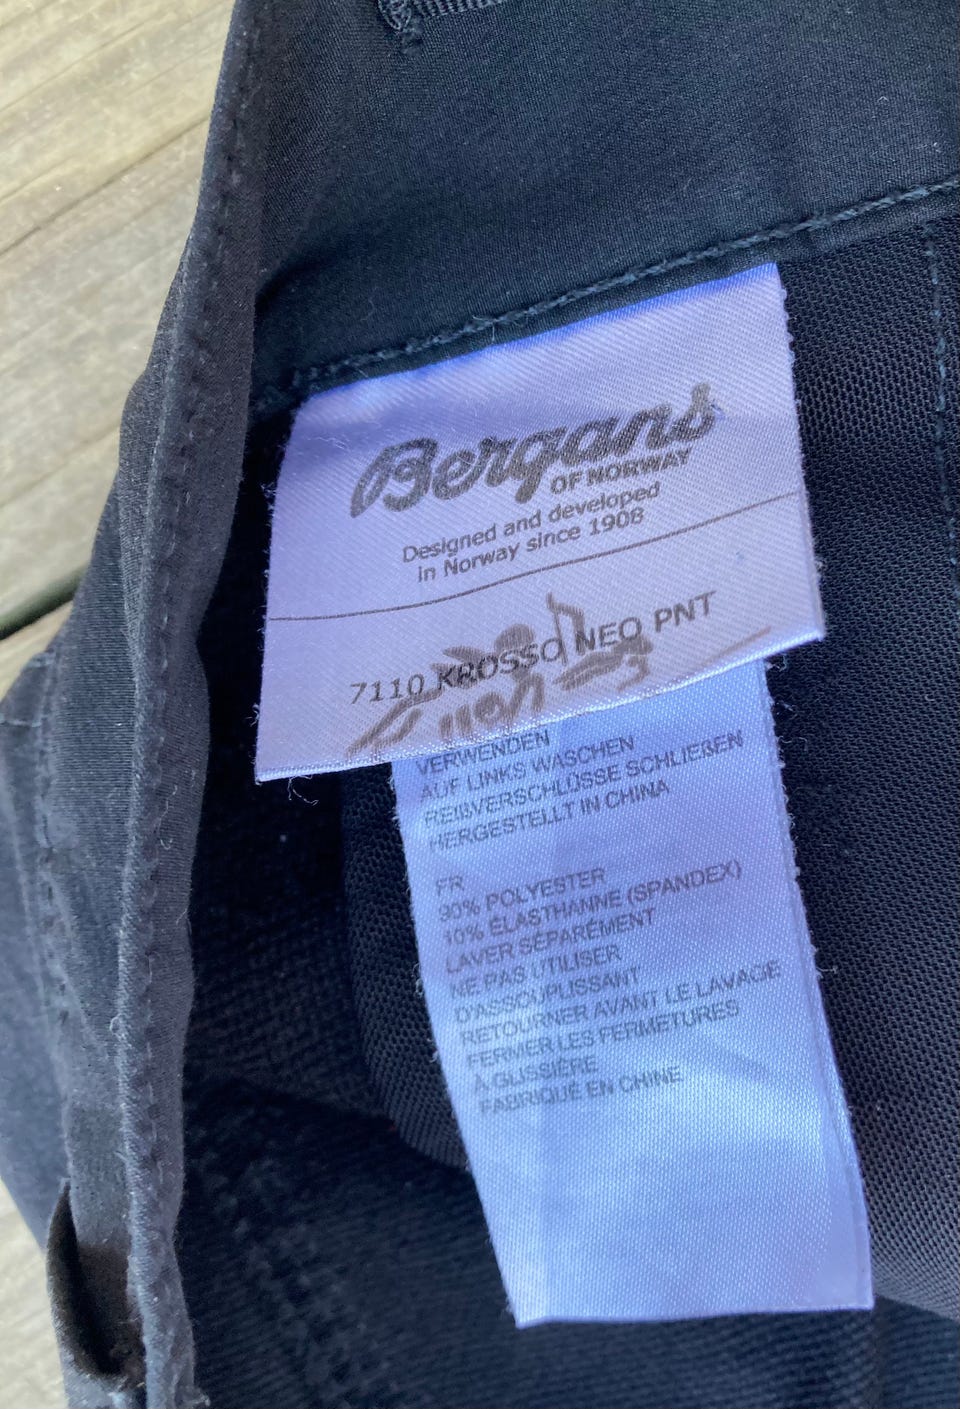 Bergans
OF NORWAY
Designed and developed
in Norway since 1908
7110 KROSSO NEO PNT
VERWENDEN
AUF LINKS WASCHEN
REIßVERSCHLÜSSE SCHLIEßEN
HERGESTELLT IN CHINA
FR
90% POLYESTER
10% ÉLASTHANNE (SPANDEX)
LAVER SÉPARÉMENT
NE PAS UTILISER
D'ASSOUPLISSANT
RETOURNER AVANT LE LAVAGE
FERMER LES FERMETURES
À GLISSIÈRE
FABRIQUÉ EN CHINE